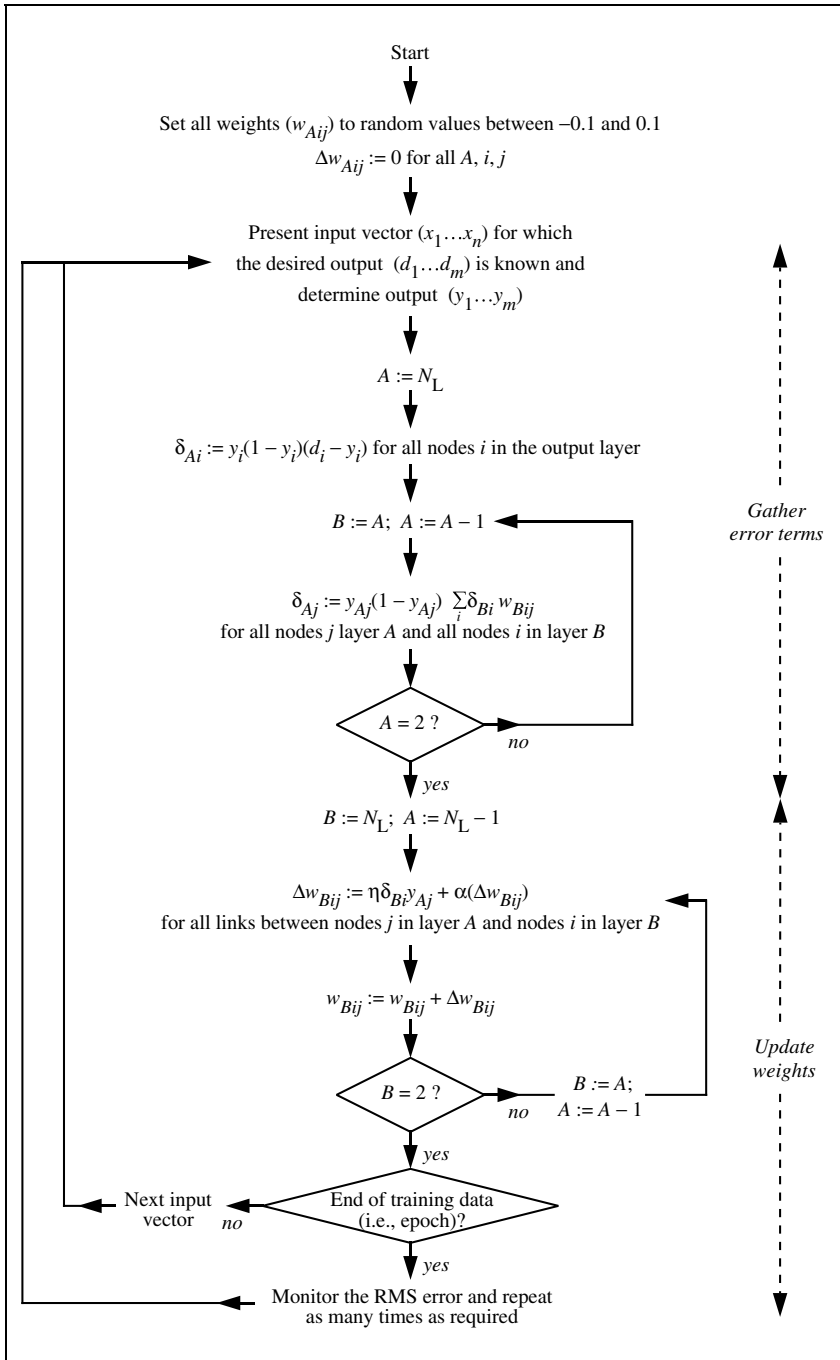 Start
Set all weights (w_Aij) to random values between −0.1 and 0.1
Δw_Aij := 0 for all A, i, j
Present input vector (x_1…x_n) for which
the desired output (d_1…d_m) is known and
determine output (y_1…y_m)
A := N_L
δ_Ai := y_i(1 − y_i)(d_i − y_i) for all nodes i in the output layer
B := A; A := A − 1
δ_Aj := y_Aj(1 − y_Aj) ∑_i δ_Bi w_Bij
for all nodes j layer A and all nodes i in layer B
A = 2 ?
no
yes
Gather
error terms
B := N_L; A := N_L − 1
Δw_Bij := ηδ_Bi y_Aj + α(Δw_Bij)
for all links between nodes j in layer A and nodes i in layer B
w_Bij := w_Bij + Δw_Bij
B = 2 ?
no
B := A;
A := A − 1
yes
Update
weights
End of training data
(i.e., epoch)?
no
Next input
vector
yes
Monitor the RMS error and repeat
as many times as required